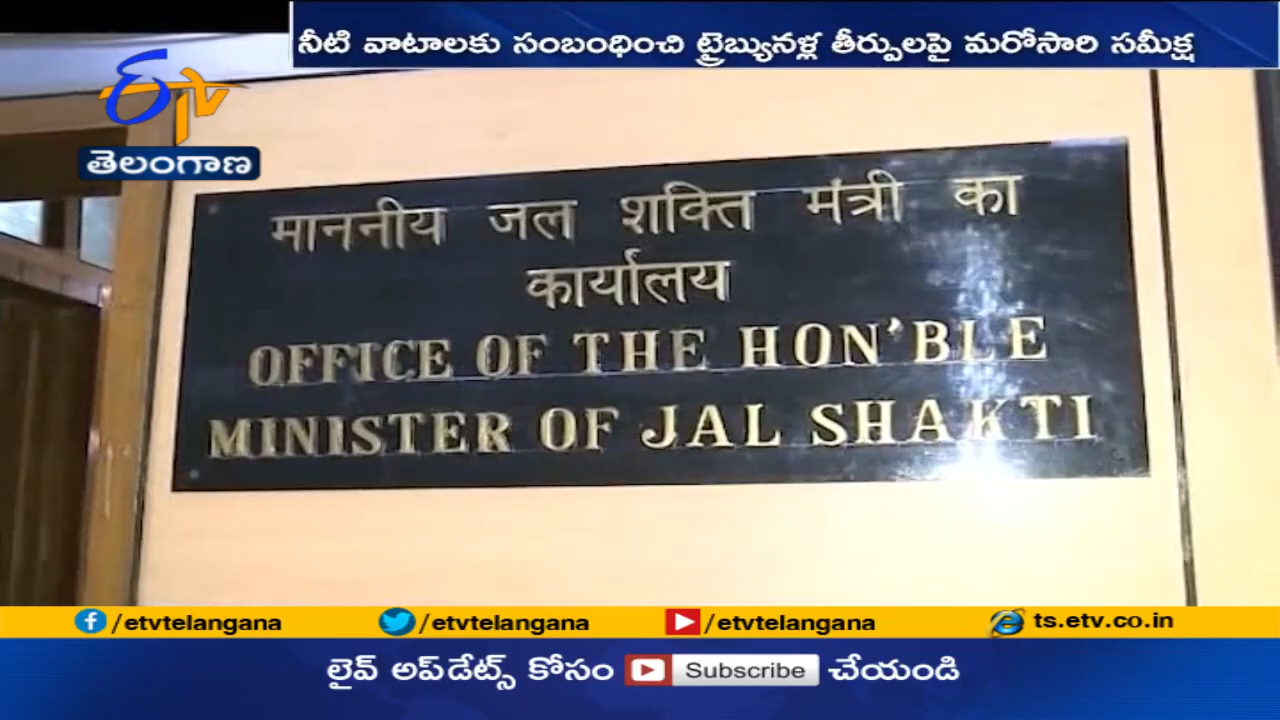 నీటి వాటాలకు సంబంధించి ట్రైబ్యునళ్ల తీర్పులపై మరోసారి సమీక్ష
ETV
తెలంగాణ
माननीय जल शक्ति मंत्री का
कार्यालय
OFFICE OF THE HON'BLE
MINISTER OF JAL SHAKTI
/etvtelangana /etvtelangana /etvtelangana ts.etv.co.in
లైవ్ అప్‌డేట్స్ కోసం Subscribe చేయండి